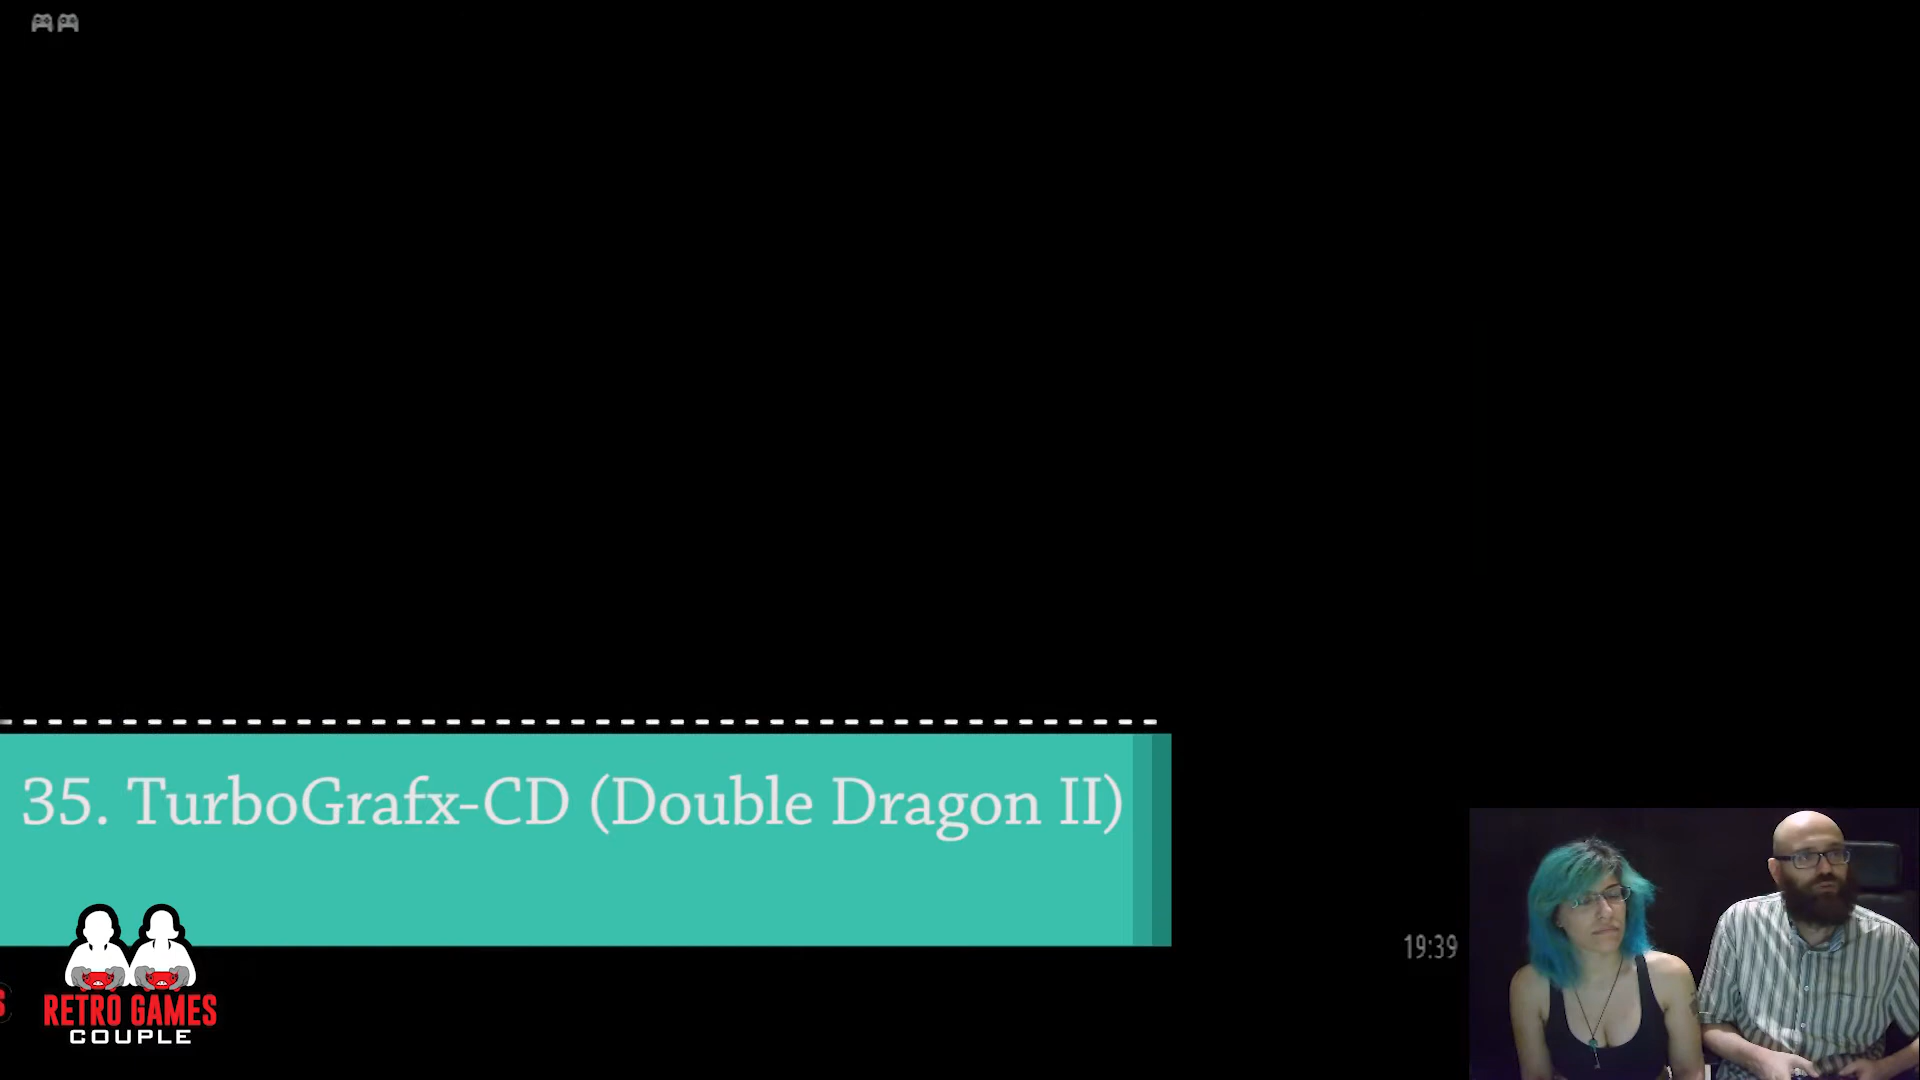 35. TurboGrafx-CD (Double Dragon II)
19:39
S
RETRO GAMES
COUPLE